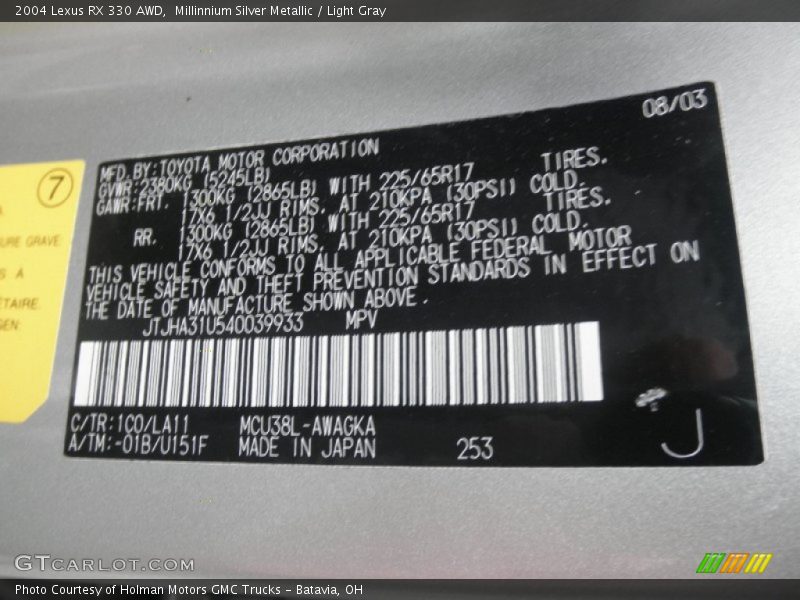 2004 Lexus RX 330 AWD,  Millinnium Silver Metallic / Light Gray
08/03
MFD. BY: TOYOTA MOTOR CORPORATION
GVWR: 2380KG (5245LB)
GAWR: FRT. 1300KG (2865LB) WITH 225/65R17 TIRES.
17X6 1/2JJ RIMS, AT 210KPA (30PSI) COLD.
RR. 1300KG (2865LB) WITH 225/65R17 TIRES.
17X6 1/2JJ RIMS, AT 210KPA (30PSI) COLD.
THIS VEHICLE CONFORMS TO ALL APPLICABLE FEDERAL MOTOR
VEHICLE SAFETY AND THEFT PREVENTION STANDARDS IN EFFECT ON
THE DATE OF MANUFACTURE SHOWN ABOVE.
JTJHA31U540039933 MPV
C/TR: 1C0/LA11 MCU38L-AWAGKA
A/TM: -01B/U151F MADE IN JAPAN 253
J
7
GRAVE
A
ÉTAIRE.
GTCARLOT.COM
Photo Courtesy of Holman Motors GMC Trucks - Batavia, OH